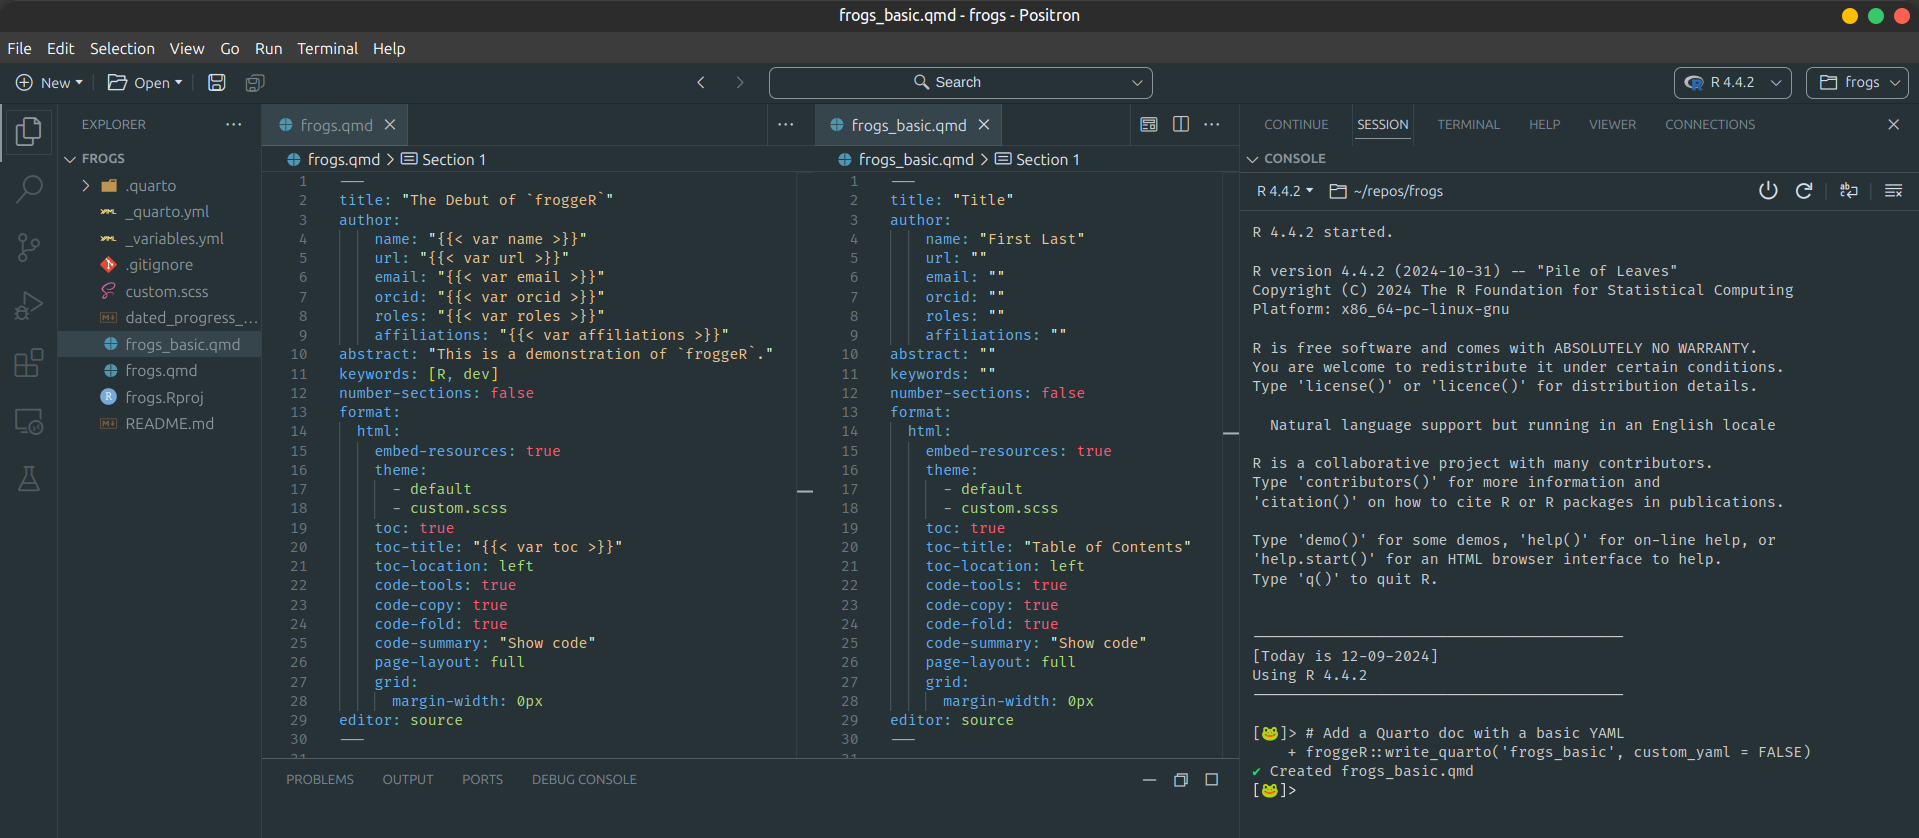 frogs_basic.qmd - frogs - Positron
File Edit Selection View Go Run Terminal Help
New Open Search R 4.4.2 frogs
EXPLORER
FROGS
.quarto
_quarto.yml
_variables.yml
.gitignore
custom.scss
dated_progress_...
frogs_basic.qmd
frogs.qmd
frogs.Rproj
README.md
frogs.qmd
frogs.qmd > Section 1
1 ---
2 title: "The Debut of `froggeR`"
3 author:
4 name: "{{< var name >}}"
5 url: "{{< var url >}}"
6 email: "{{< var email >}}"
7 orcid: "{{< var orcid >}}"
8 roles: "{{< var roles >}}"
9 affiliations: "{{< var affiliations >}}"
10 abstract: "This is a demonstration of `froggeR`."
11 keywords: [R, dev]
12 number-sections: false
13 format:
14 html:
15 embed-resources: true
16 theme:
17 - default
18 - custom.scss
19 toc: true
20 toc-title: "{{< var toc >}}"
21 toc-location: left
22 code-tools: true
23 code-copy: true
24 code-fold: true
25 code-summary: "Show code"
26 page-layout: full
27 grid:
28 margin-width: 0px
29 editor: source
30 ---
31
frogs_basic.qmd
frogs_basic.qmd > Section 1
1 ---
2 title: "Title"
3 author:
4 name: "First Last"
5 url: ""
6 email: ""
7 orcid: ""
8 roles: ""
9 affiliations: ""
10 abstract: ""
11 keywords: ""
12 number-sections: false
13 format:
14 html:
15 embed-resources: true
16 theme:
17 - default
18 - custom.scss
19 toc: true
20 toc-title: "Table of Contents"
21 toc-location: left
22 code-tools: true
23 code-copy: true
24 code-fold: true
25 code-summary: "Show code"
26 page-layout: full
27 grid:
28 margin-width: 0px
29 editor: source
30 ---
31
PROBLEMS OUTPUT PORTS DEBUG CONSOLE
CONTINUE SESSION TERMINAL HELP VIEWER CONNECTIONS
CONSOLE
R 4.4.2 ~/repos/frogs
R 4.4.2 started.
R version 4.4.2 (2024-10-31) -- "Pile of Leaves"
Copyright (C) 2024 The R Foundation for Statistical Computing
Platform: x86_64-pc-linux-gnu
R is free software and comes with ABSOLUTELY NO WARRANTY.
You are welcome to redistribute it under certain conditions.
Type 'license()' or 'licence()' for distribution details.
Natural language support but running in an English locale
R is a collaborative project with many contributors.
Type 'contributors()' for more information and
'citation()' on how to cite R or R packages in publications.
Type 'demo()' for some demos, 'help()' for on-line help, or
'help.start()' for an HTML browser interface to help.
Type 'q()' to quit R.
[Today is 12-09-2024]
Using R 4.4.2
[🐸]> # Add a Quarto doc with a basic YAML
+ froggeR::write_quarto('frogs_basic', custom_yaml = FALSE)
✔ Created frogs_basic.qmd
[🐸]>